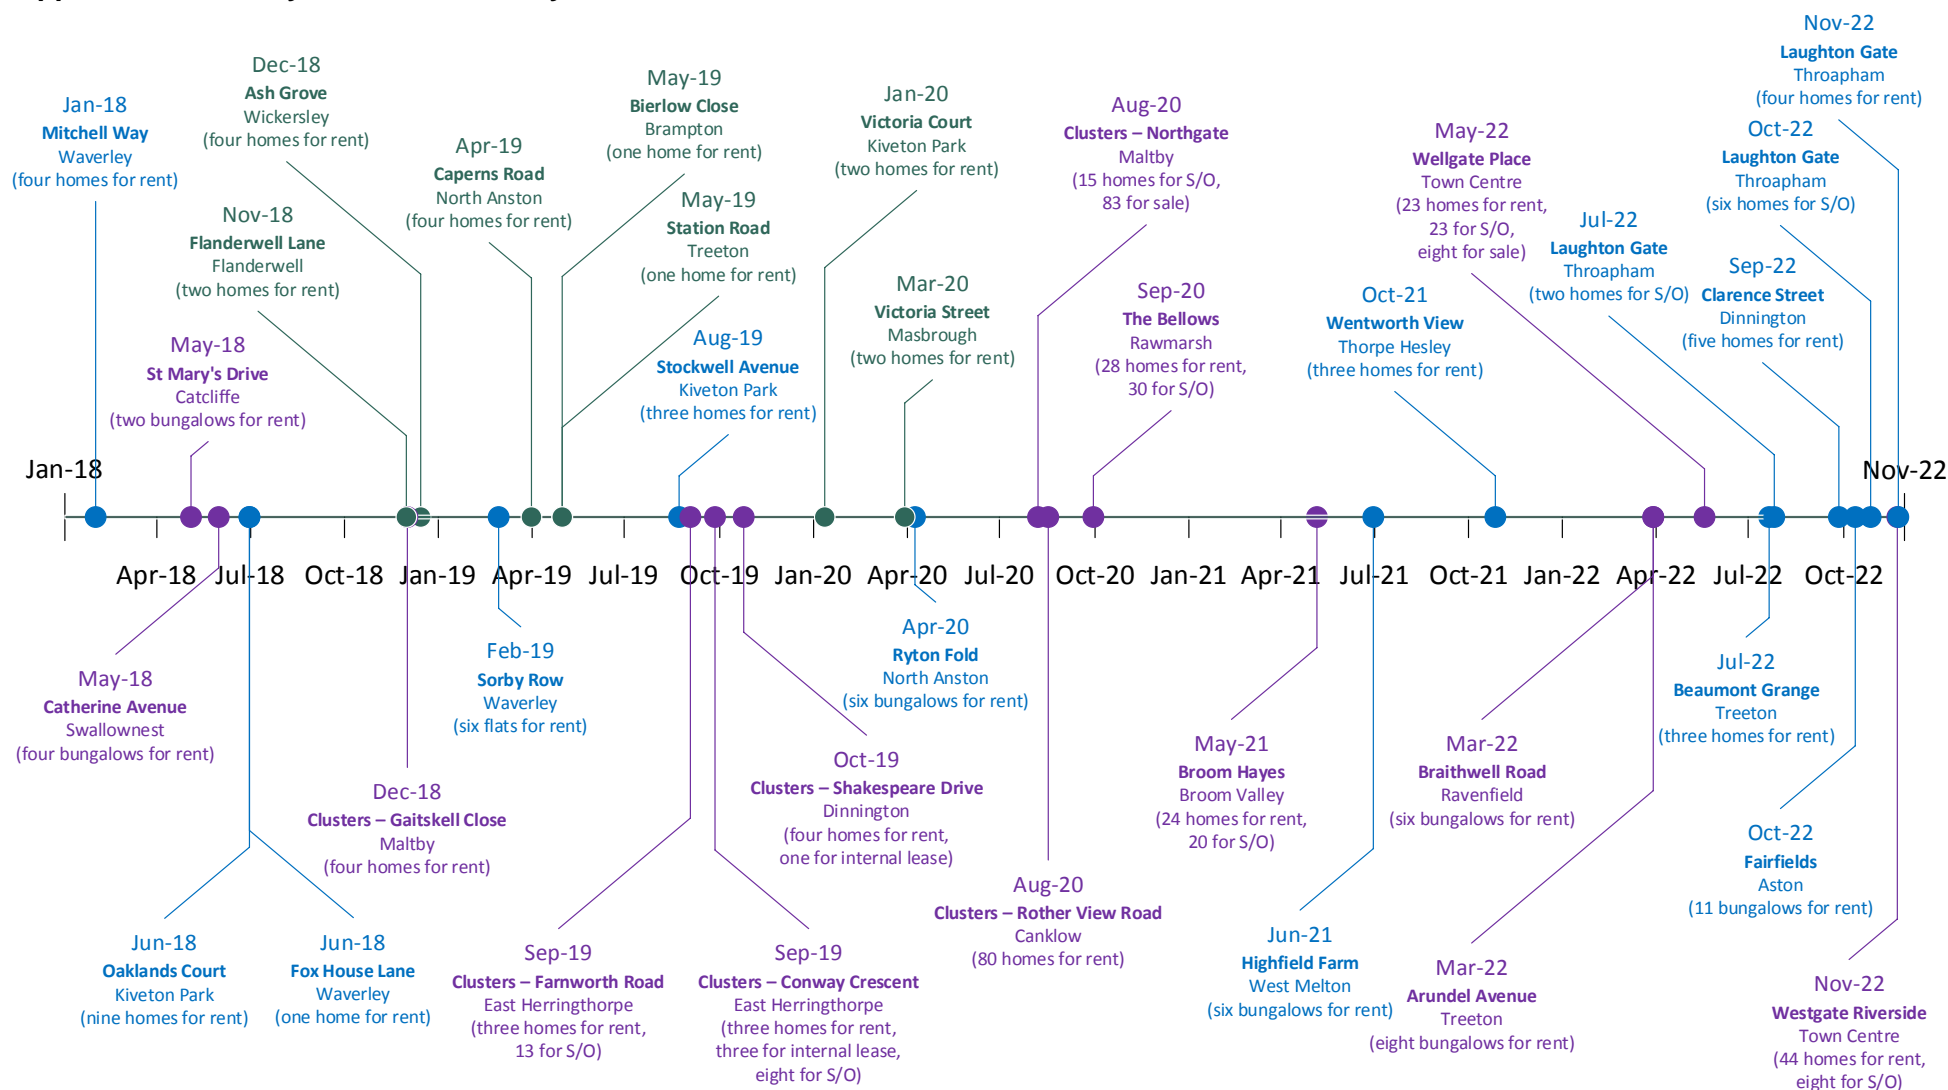 Jan-18
Mitchell Way
Waverley
(four homes for rent)
Dec-18
Ash Grove
Wickersley
(four homes for rent)
Nov-18
Flanderwell Lane
Flanderwell
(two homes for rent)
May-18
St Mary's Drive
Catcliffe
(two bungalows for rent)
Apr-19
Caperns Road
North Anston
(four homes for rent)
May-19
Bierlow Close
Brampton
(one home for rent)
May-19
Station Road
Treeton
(one home for rent)
Aug-19
Stockwell Avenue
Kiveton Park
(three homes for rent)
Jan-20
Victoria Court
Kiveton Park
(two homes for rent)
Mar-20
Victoria Street
Masbrough
(two homes for rent)
Aug-20
Clusters – Northgate
Maltby
(15 homes for S/O,
83 for sale)
Sep-20
The Bellows
Rawmarsh
(28 homes for rent,
30 for S/O)
Oct-21
Wentworth View
Thorpe Hesley
(three homes for rent)
May-22
Wellgate Place
Town Centre
(23 homes for rent,
23 for S/O,
eight for sale)
Jul-22
Laughton Gate
Throapham
(two homes for S/O)
Nov-22
Laughton Gate
Throapham
(four homes for rent)
Oct-22
Laughton Gate
Throapham
(six homes for S/O)
Sep-22
Clarence Street
Dinnington
(five homes for rent)
Jan-18
Nov-22
Apr-18
Jul-18
Oct-18
Jan-19
Apr-19
Jul-19
Oct-19
Jan-20
Apr-20
Jul-20
Oct-20
Jan-21
Apr-21
Jul-21
Oct-21
Jan-22
Apr-22
Jul-22
Oct-22
May-18
Catherine Avenue
Swallownest
(four bungalows for rent)
Jun-18
Oaklands Court
Kiveton Park
(nine homes for rent)
Jun-18
Fox House Lane
Waverley
(one home for rent)
Dec-18
Clusters – Gaitskell Close
Maltby
(four homes for rent)
Feb-19
Sorby Row
Waverley
(six flats for rent)
Sep-19
Clusters – Farnworth Road
East Herringthorpe
(three homes for rent,
13 for S/O)
Sep-19
Clusters – Conway Crescent
East Herringthorpe
(three homes for rent,
three for internal lease,
eight for S/O)
Oct-19
Clusters – Shakespeare Drive
Dinnington
(four homes for rent,
one for internal lease)
Apr-20
Ryton Fold
North Anston
(six bungalows for rent)
Aug-20
Clusters – Rother View Road
Canklow
(80 homes for rent)
May-21
Broom Hayes
Broom Valley
(24 homes for rent,
20 for S/O)
Jun-21
Highfield Farm
West Melton
(six bungalows for rent)
Mar-22
Braithwell Road
Ravenfield
(six bungalows for rent)
Mar-22
Arundel Avenue
Treeton
(eight bungalows for rent)
Jul-22
Beaumont Grange
Treeton
(three homes for rent)
Oct-22
Fairfields
Aston
(11 bungalows for rent)
Nov-22
Westgate Riverside
Town Centre
(44 homes for rent,
eight for S/O)